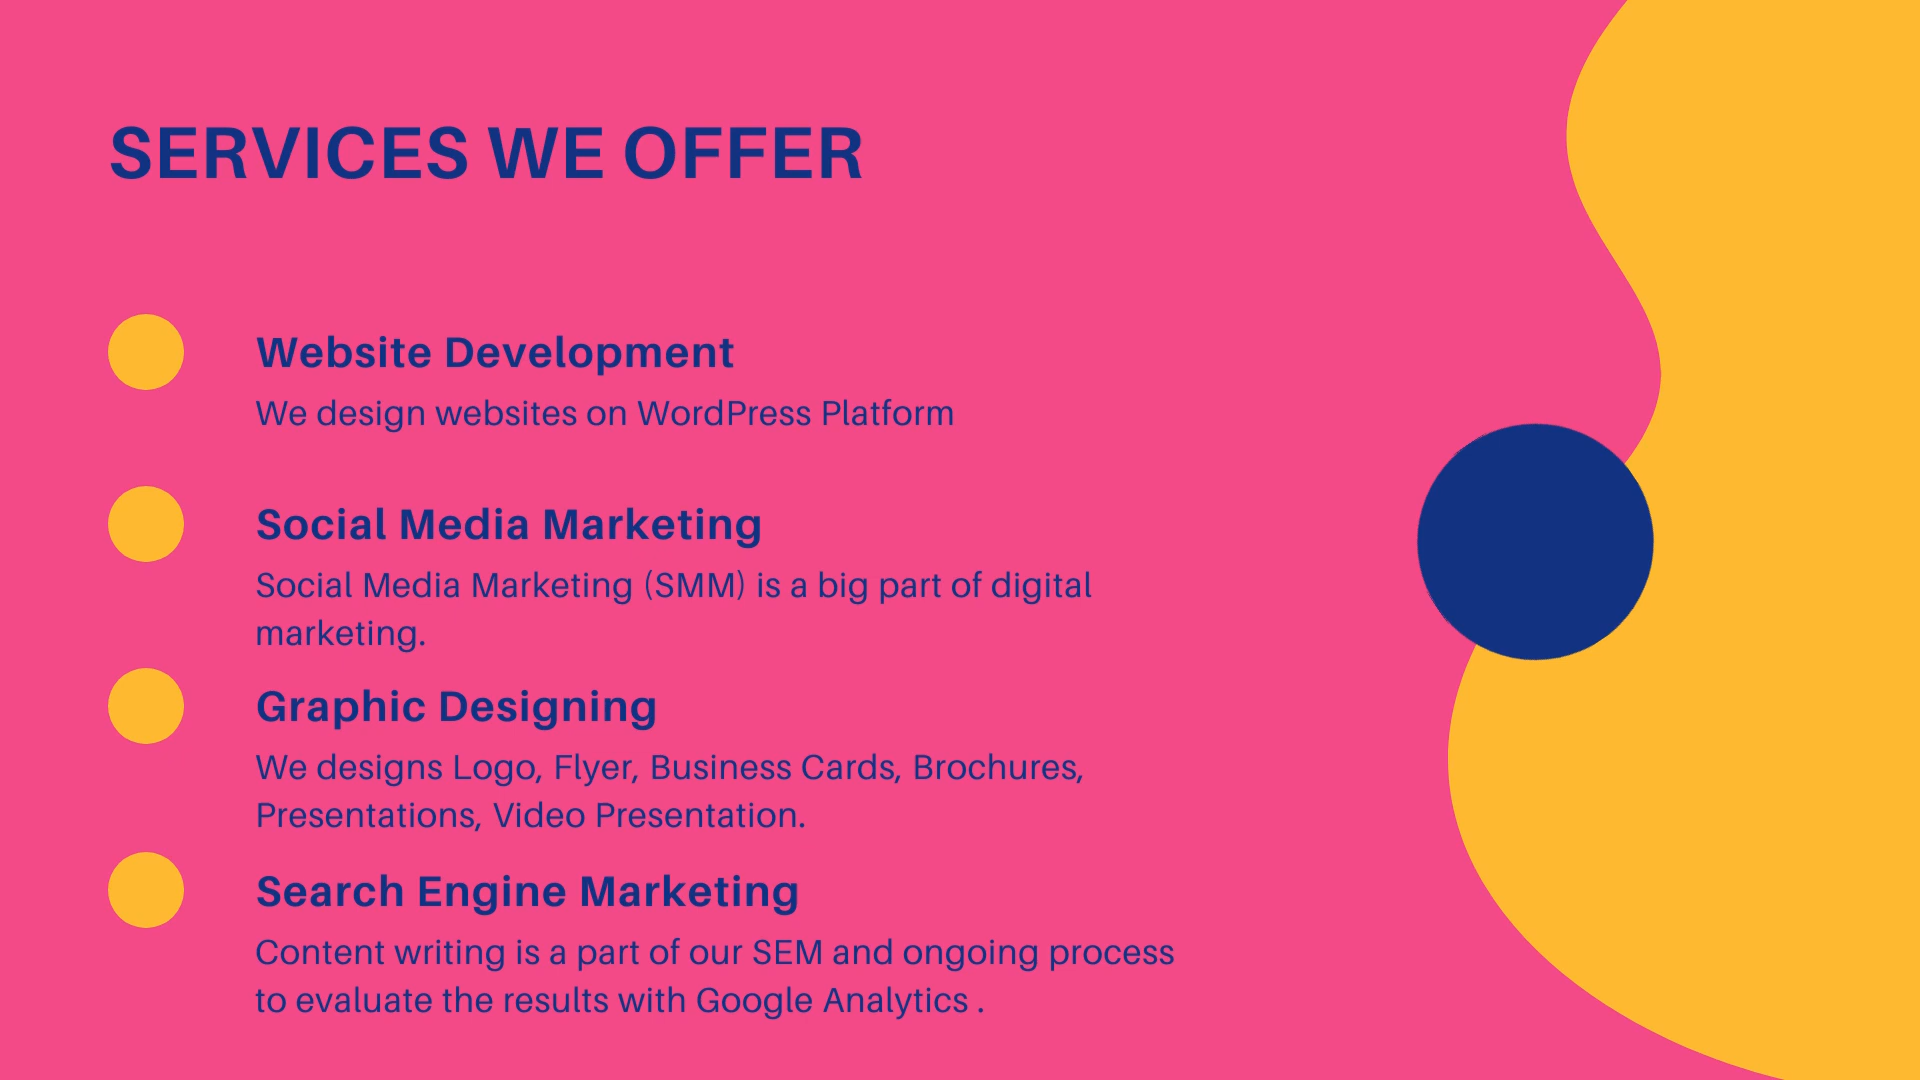 SERVICES WE OFFER
Website Development
We design websites on WordPress Platform
Social Media Marketing
Social Media Marketing (SMM) is a big part of digital
marketing.
Graphic Designing
We designs Logo, Flyer, Business Cards, Brochures,
Presentations, Video Presentation.
Search Engine Marketing
Content writing is a part of our SEM and ongoing process
to evaluate the results with Google Analytics .